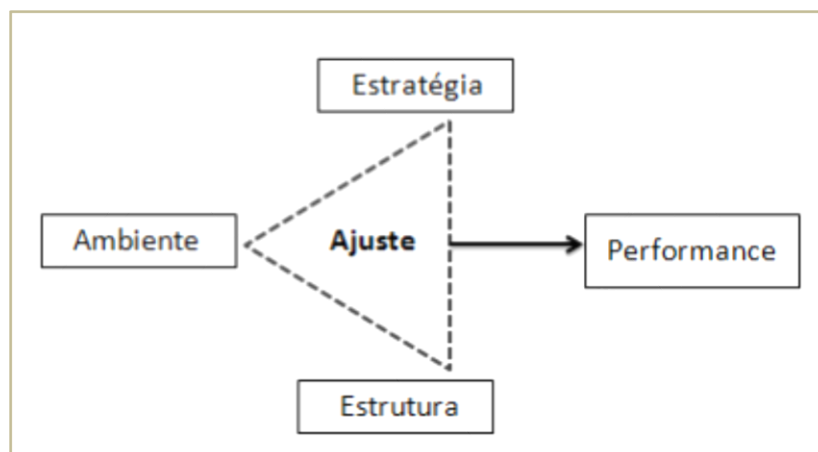 Estratégia
Ambiente
Ajuste
Performance
Estrutura